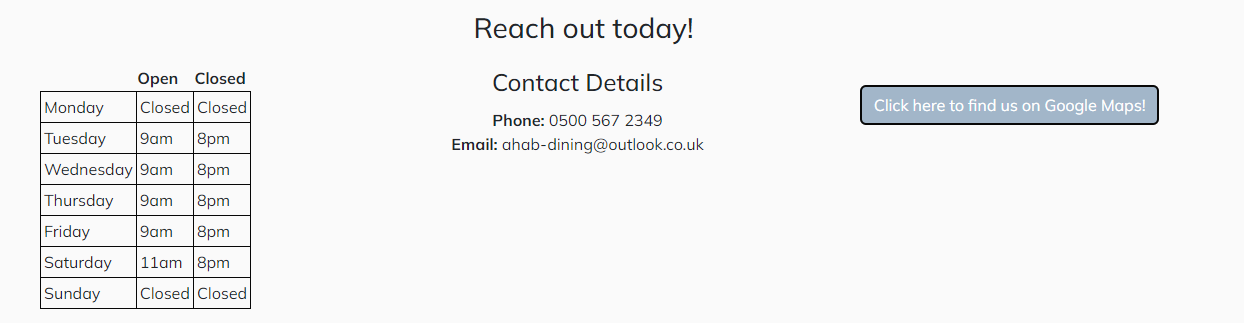 Reach out today!
Open Closed
Monday Closed Closed
Tuesday 9am 8pm
Wednesday 9am 8pm
Thursday 9am 8pm
Friday 9am 8pm
Saturday 11am 8pm
Sunday Closed Closed
Contact Details
Phone: 0500 567 2349
Email: ahab-dining@outlook.co.uk
Click here to find us on Google Maps!